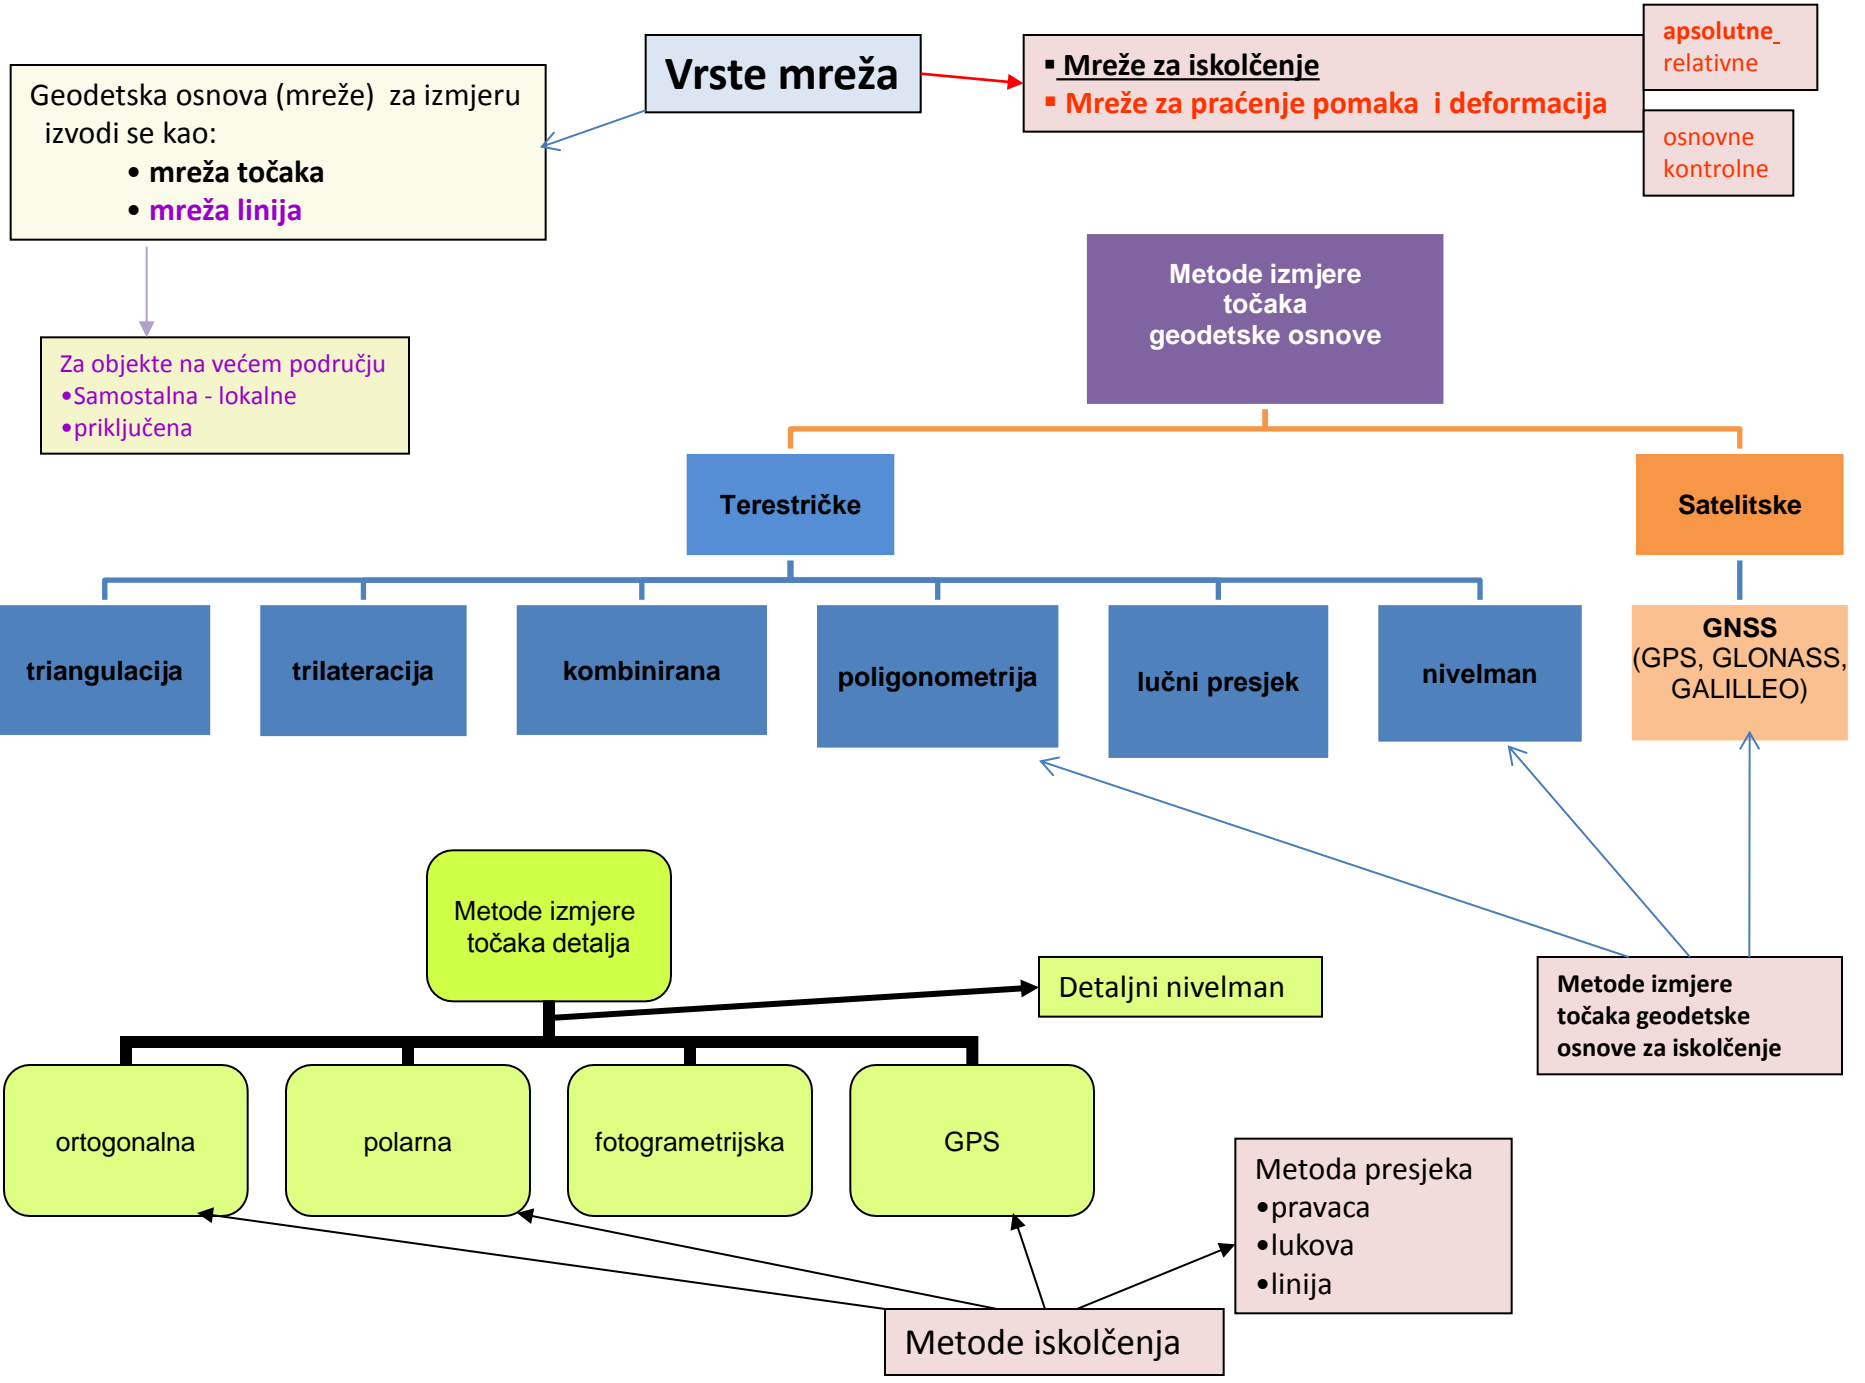 Vrste mreža
▪ Mreže za iskolčenje
▪ Mreže za praćenje pomaka i deformacija
apsolutne
relativne
osnovne
kontrolne
Geodetska osnova (mreže) za izmjeru
izvodi se kao:
• mreža točaka
• mreža linija
Za objekte na većem području
•Samostalna - lokalne
•priključena
Metode izmjere
točaka
geodetske osnove
Terestričke
Satelitske
triangulacija
trilateracija
kombinirana
poligonometrija
lučni presjek
nivelman
GNSS
(GPS, GLONASS,
GALILLEO)
Metode izmjere
točaka detalja
Detaljni nivelman
Metode izmjere
točaka geodetske
osnove za iskolčenje
ortogonalna
polarna
fotogrametrijska
GPS
Metoda presjeka
•pravaca
•lukova
•linija
Metode iskolčenja